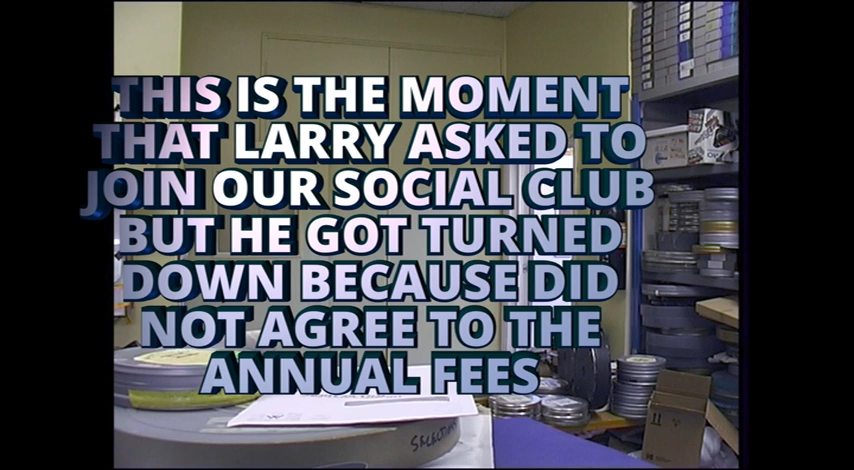 THIS IS THE MOMENT
THAT LARRY ASKED TO
JOIN OUR SOCIAL CLUB
BUT HE GOT TURNED
DOWN BECAUSE DID
NOT AGREE TO THE
ANNUAL FEES